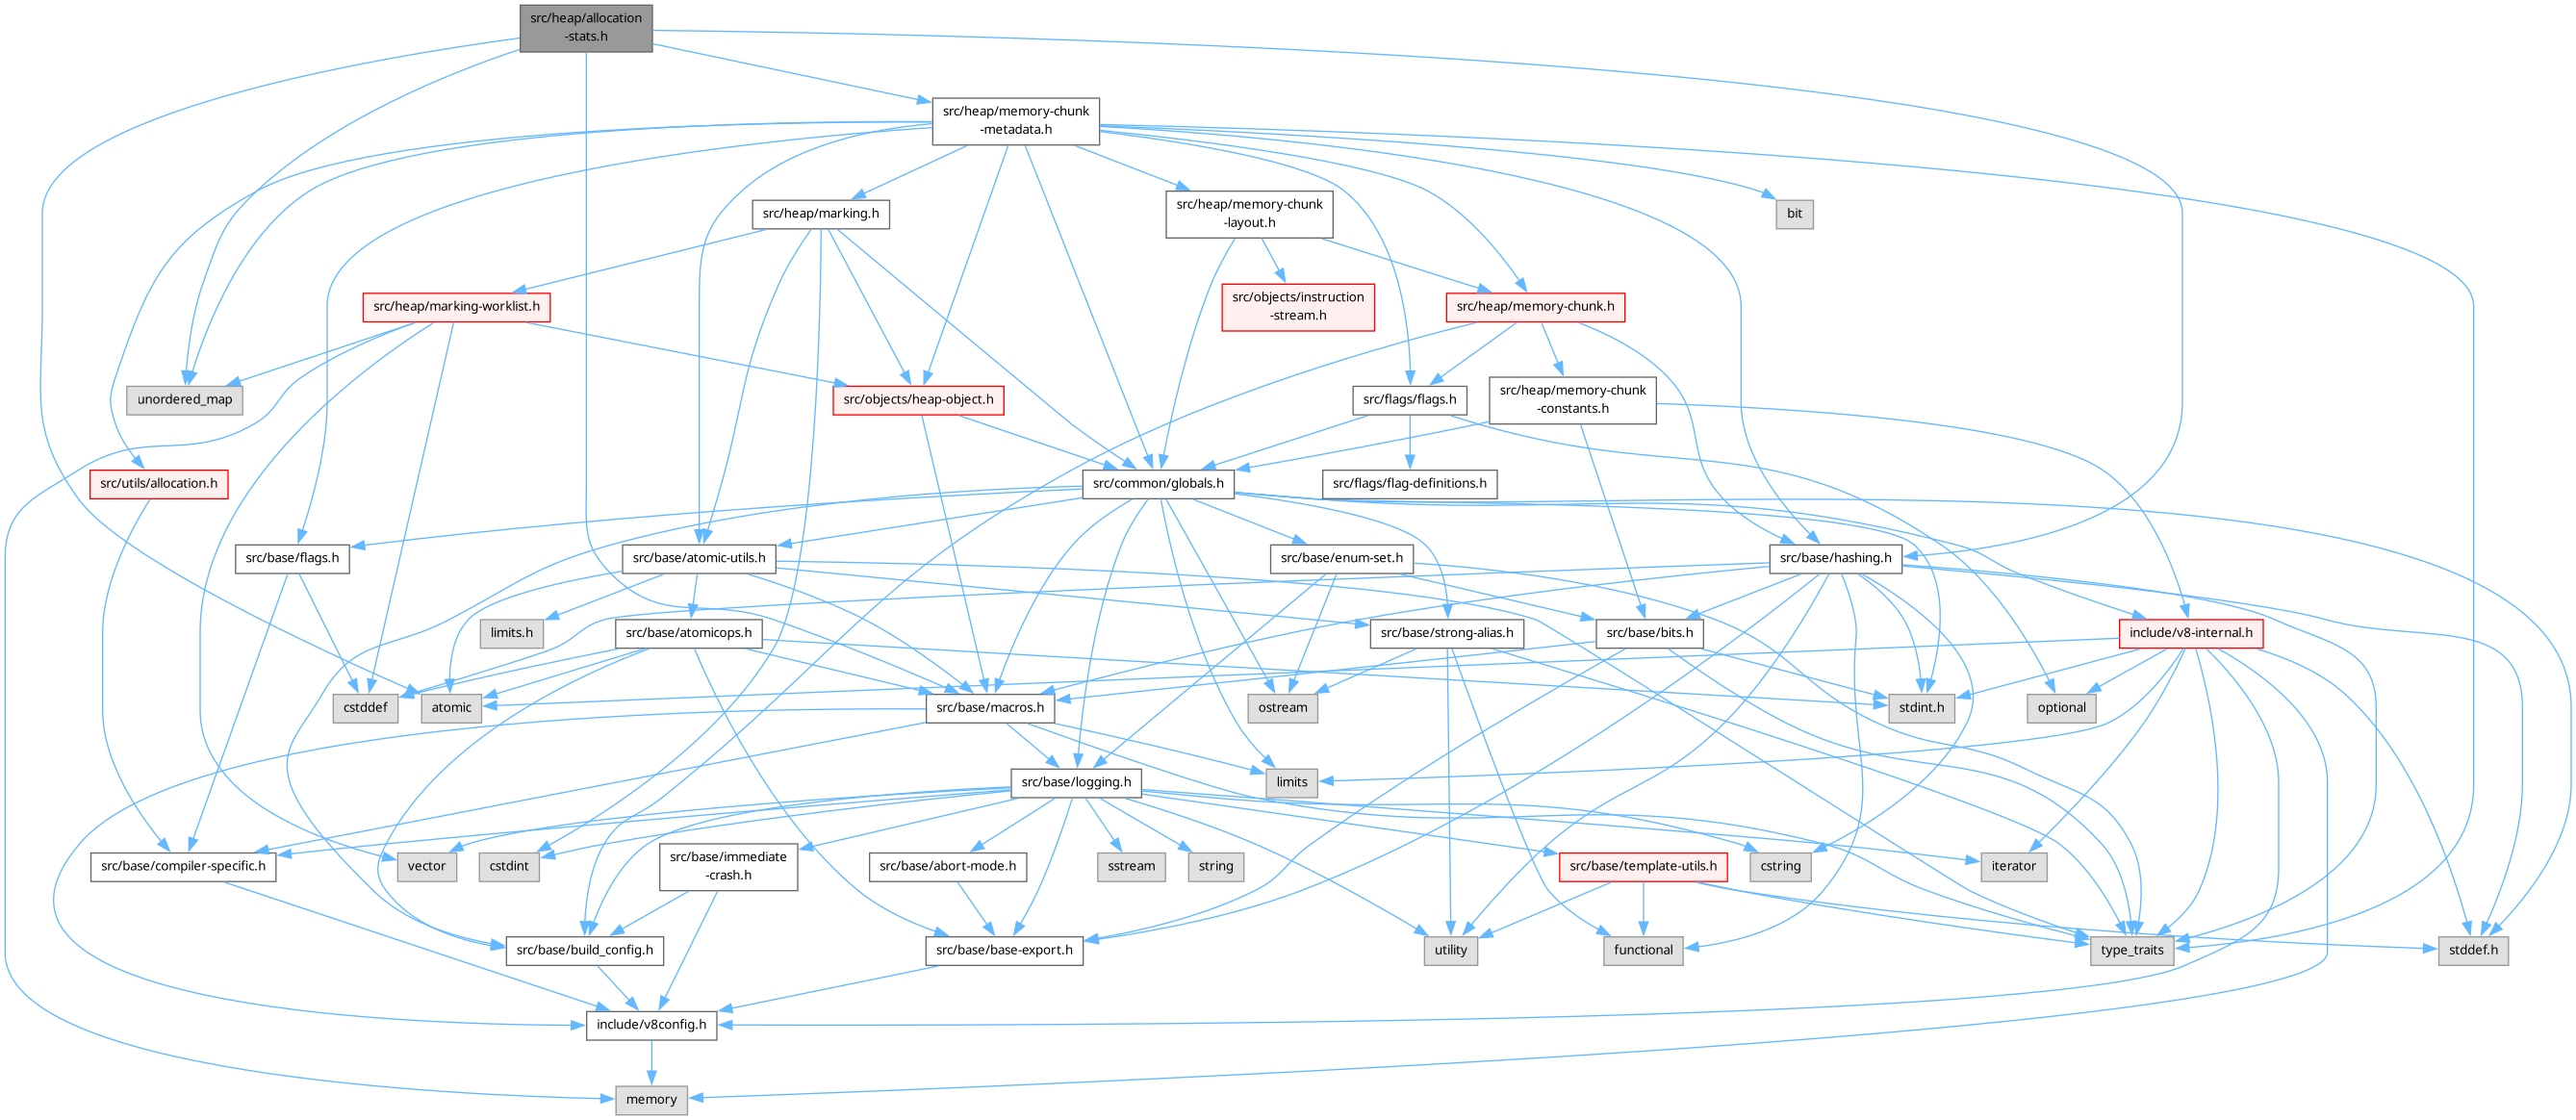 src/heap/allocation
-stats.h
src/heap/memory-chunk
-metadata.h
src/heap/marking.h
src/heap/memory-chunk
-layout.h
bit
src/heap/marking-worklist.h
src/objects/instruction
-stream.h
src/heap/memory-chunk.h
unordered_map
src/objects/heap-object.h
src/flags/flags.h
src/heap/memory-chunk
-constants.h
src/utils/allocation.h
src/common/globals.h
src/flags/flag-definitions.h
src/base/flags.h
src/base/atomic-utils.h
src/base/enum-set.h
src/base/hashing.h
limits.h
src/base/atomicops.h
src/base/strong-alias.h
src/base/bits.h
include/v8-internal.h
cstddef
atomic
src/base/macros.h
ostream
stdint.h
optional
src/base/logging.h
limits
src/base/compiler-specific.h
vector
cstdint
src/base/immediate
-crash.h
src/base/abort-mode.h
sstream
string
src/base/template-utils.h
cstring
iterator
src/base/build_config.h
src/base/base-export.h
utility
functional
type_traits
stddef.h
include/v8config.h
memory